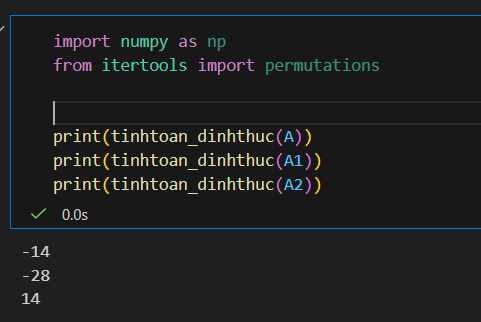 import numpy as np
from itertools import permutations
print(tinhtoan_dinhthuc(A))
print(tinhtoan_dinhthuc(A1))
print(tinhtoan_dinhthuc(A2))
0.0s
-14
-28
14